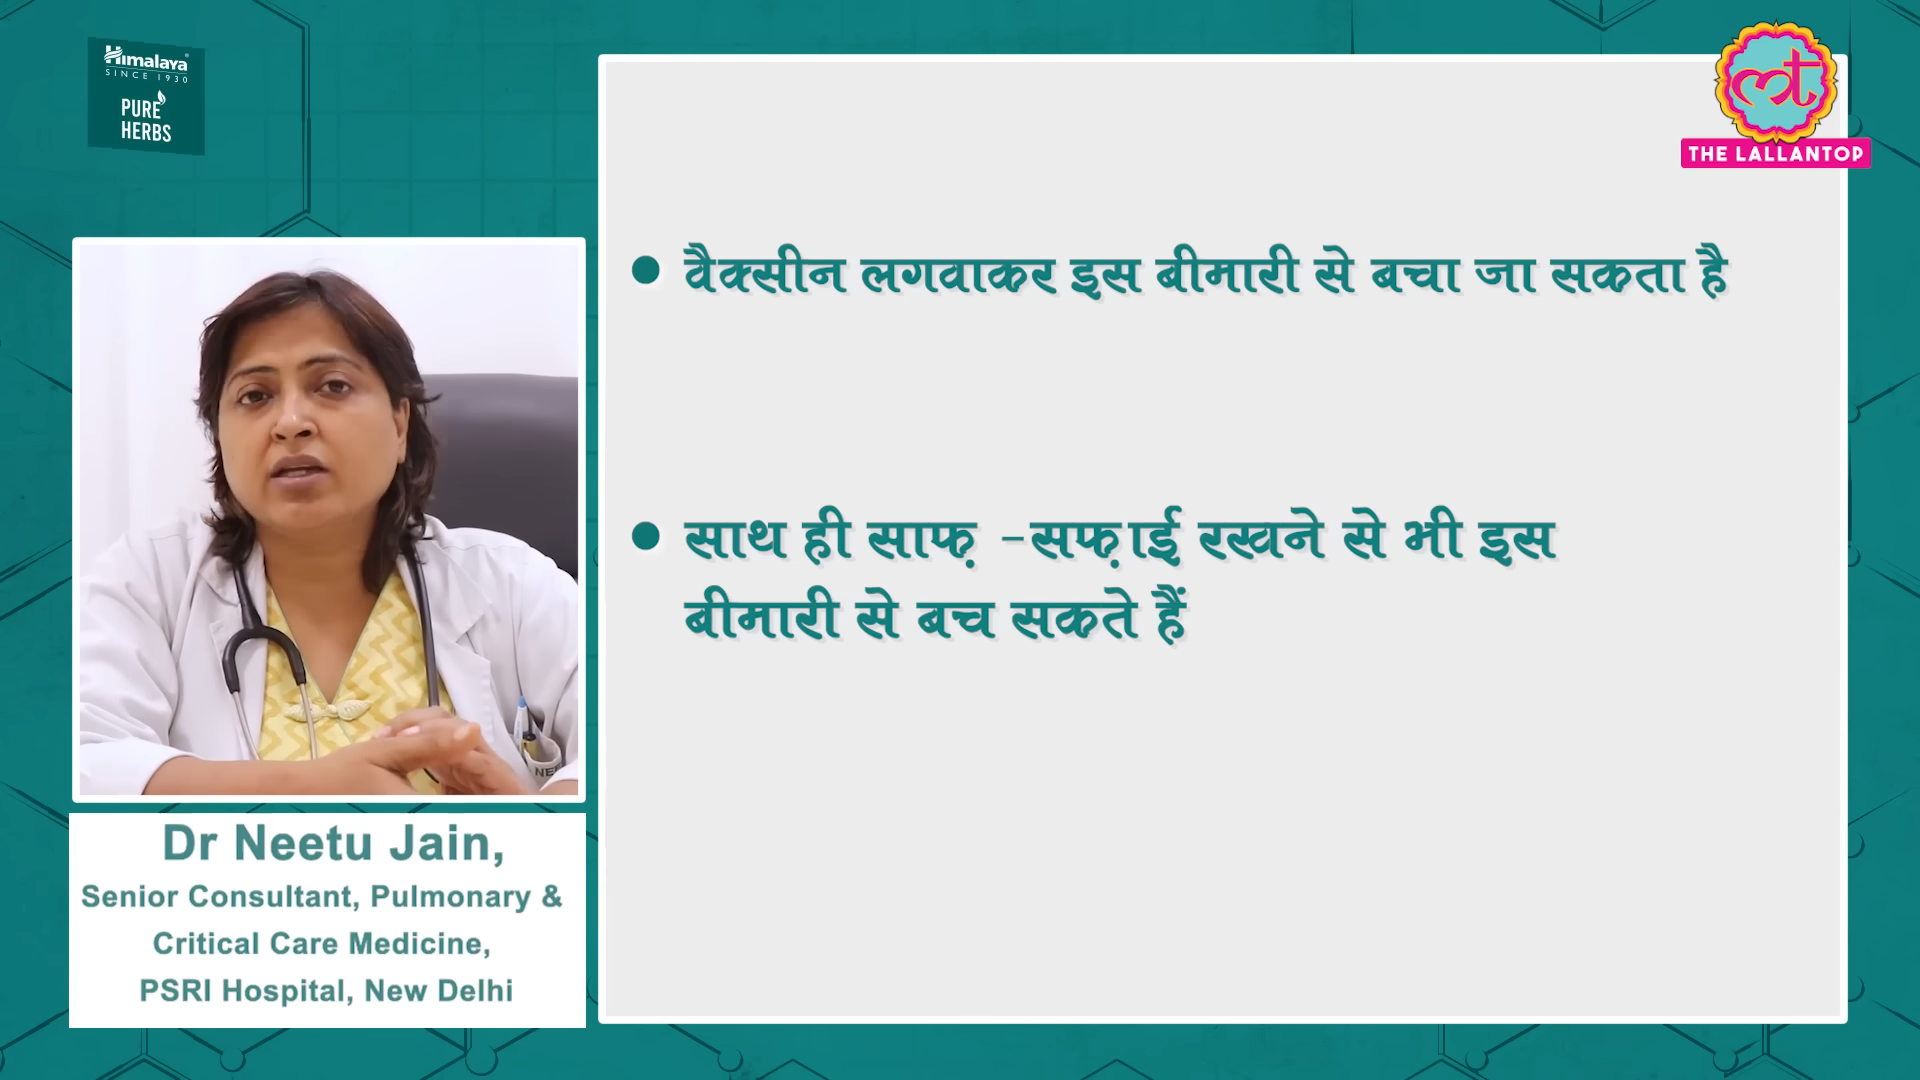 Himalaya
SINCE 1930
PURE
HERBS
THE LALLANTOP
• वैक्सीन लगवाकर इस बीमारी से बचा जा सकता है
• साथ ही साफ़ -सफ़ाई रखने से भी इस
बीमारी से बच सकते हैं
Dr Neetu Jain,
Senior Consultant, Pulmonary &
Critical Care Medicine,
PSRI Hospital, New Delhi